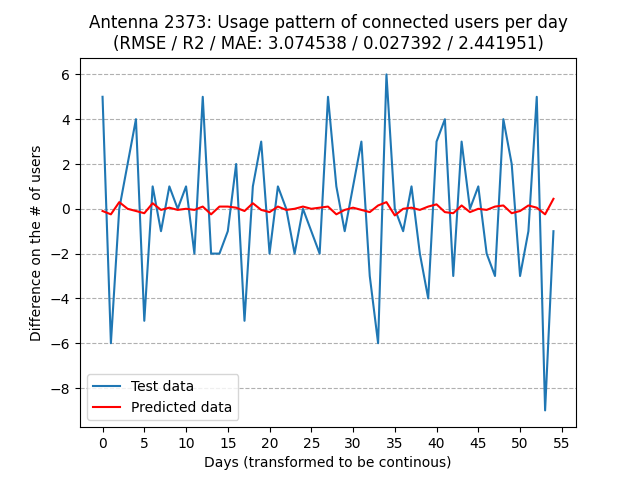 Antenna 2373: Usage pattern of connected users per day
(RMSE / R2 / MAE: 3.074538 / 0.027392 / 2.441951)
6
4
2
0
−2
−4
−6
−8
Difference on the # of users
Test data
Predicted data
0 5 10 15 20 25 30 35 40 45 50 55
Days (transformed to be continous)